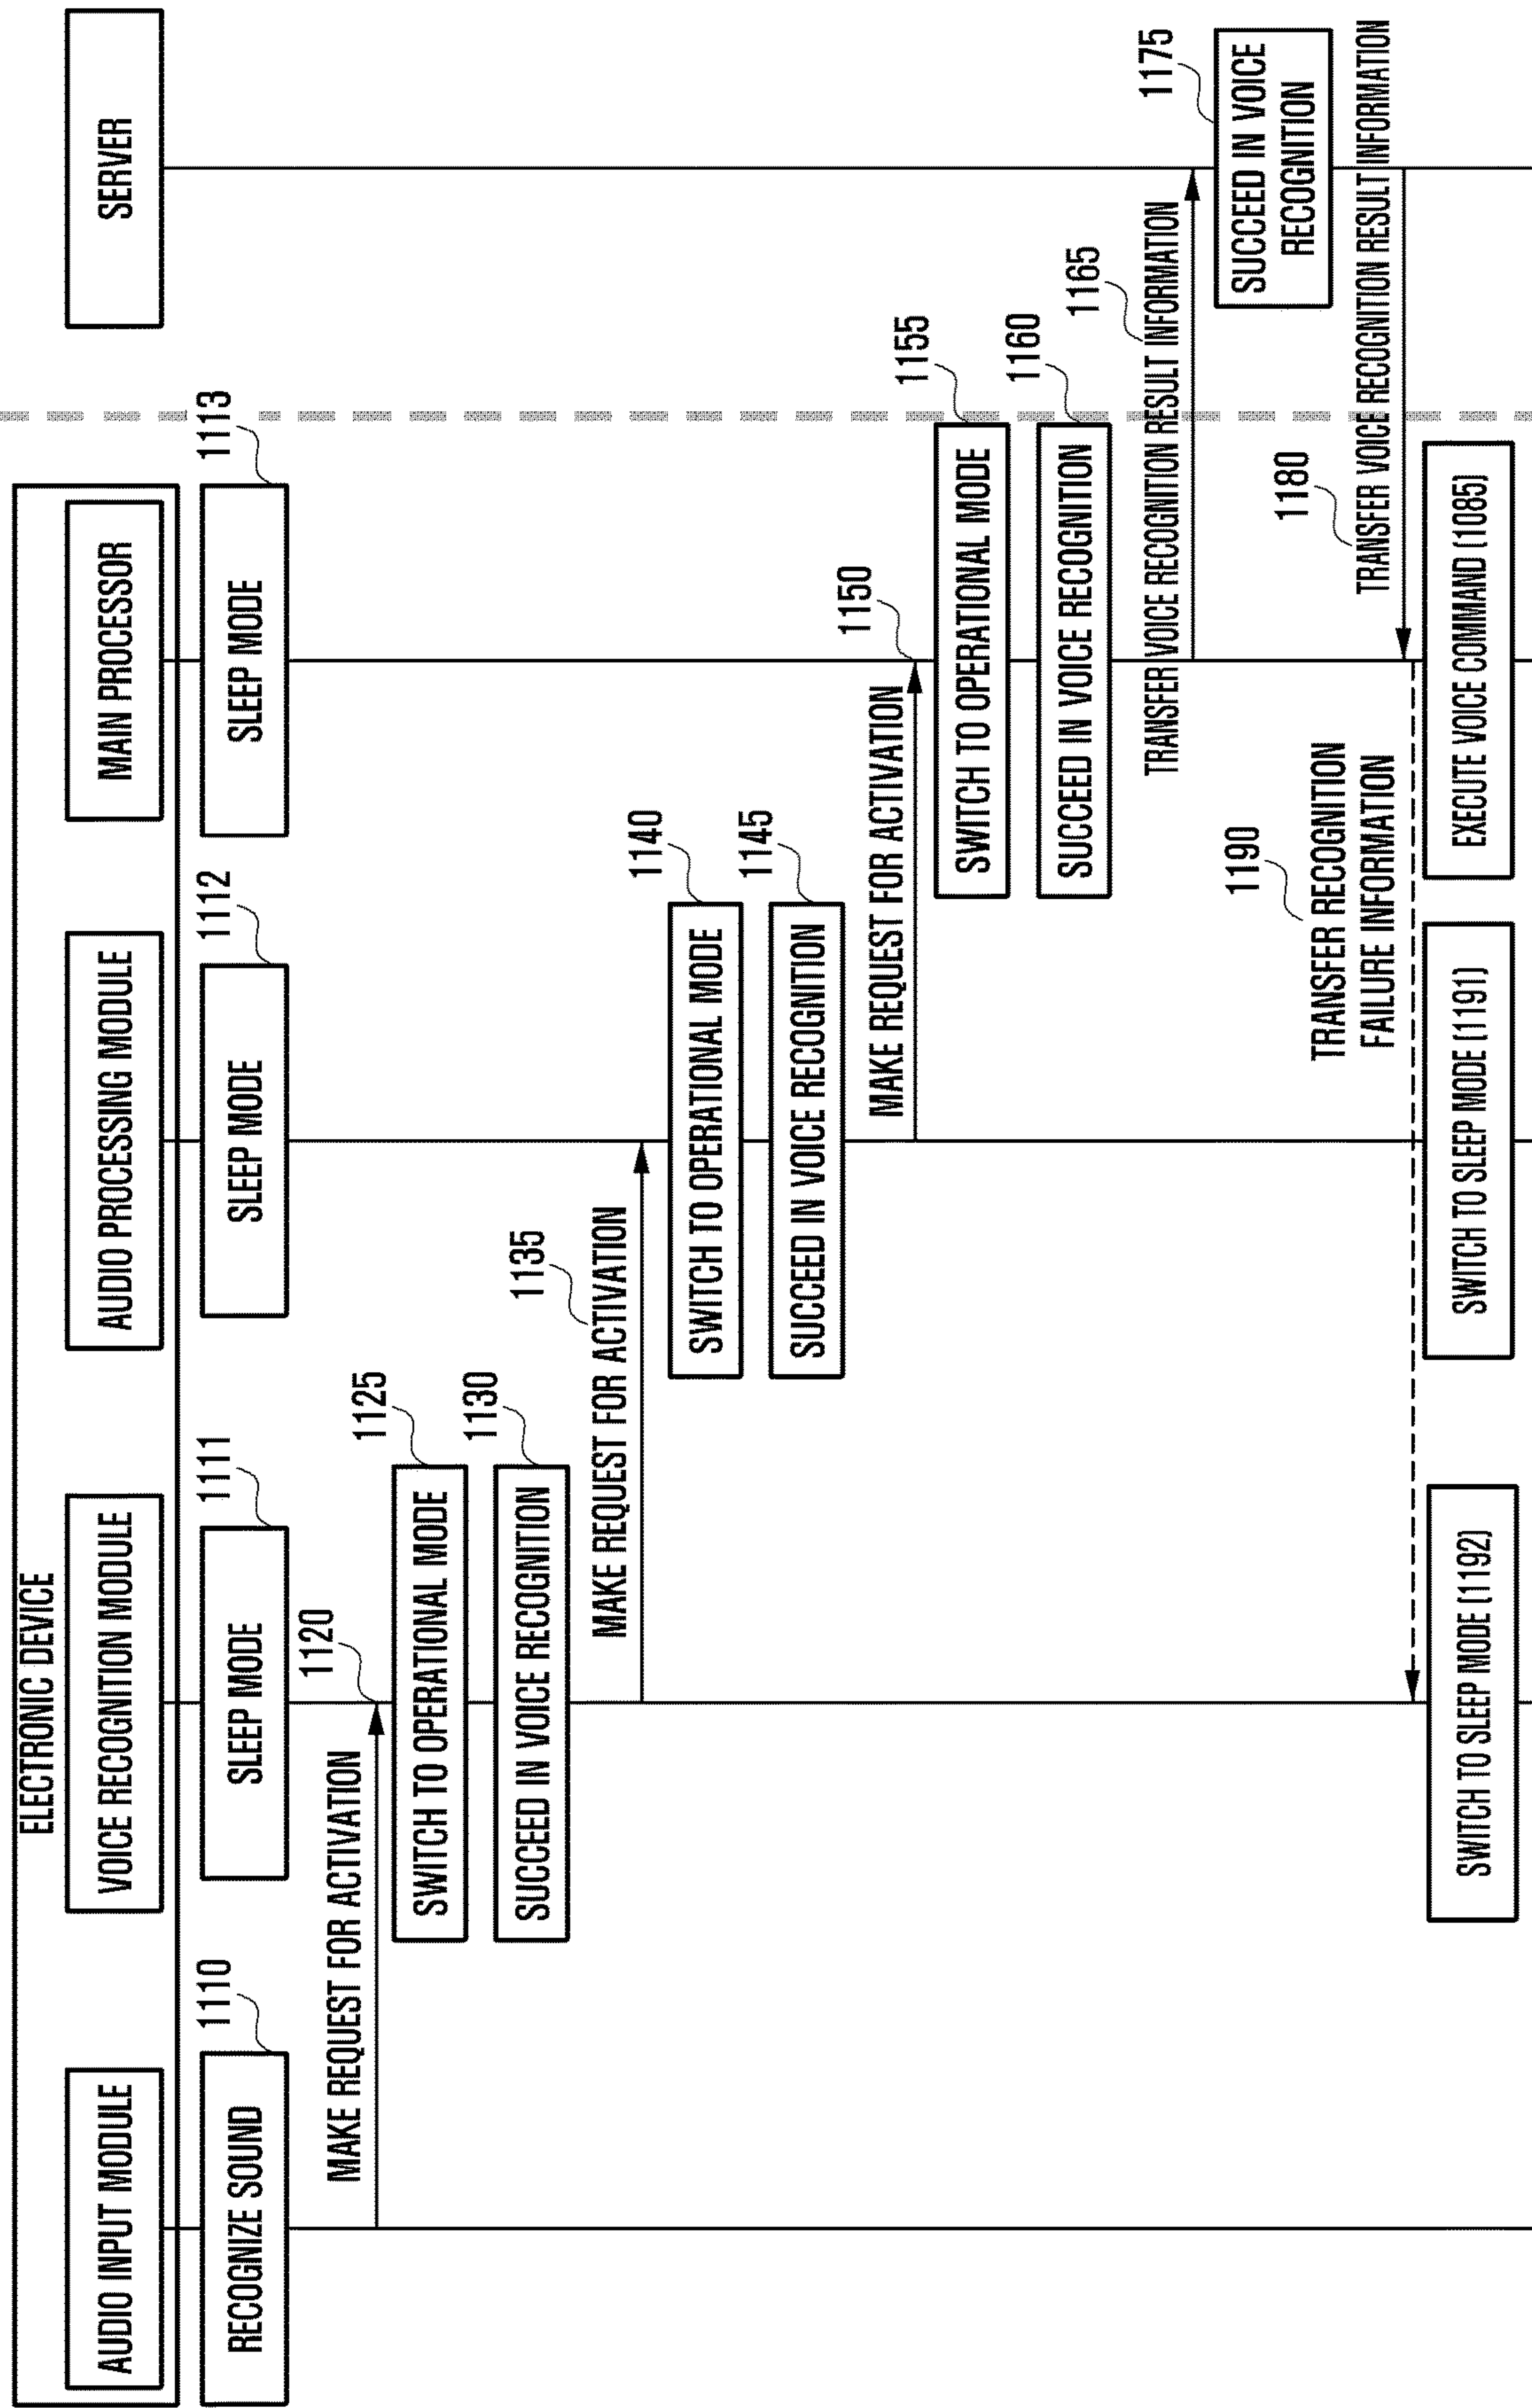 ELECTRONIC DEVICE
AUDIO INPUT MODULE
VOICE RECOGNITION MODULE
AUDIO PROCESSING MODULE
MAIN PROCESSOR
SERVER
1110
1111
1112
1113
RECOGNIZE SOUND
SLEEP MODE
SLEEP MODE
SLEEP MODE
1120
MAKE REQUEST FOR ACTIVATION
1125
SWITCH TO OPERATIONAL MODE
1130
SUCCEED IN VOICE RECOGNITION
1135
MAKE REQUEST FOR ACTIVATION
1140
SWITCH TO OPERATIONAL MODE
1145
SUCCEED IN VOICE RECOGNITION
1150
MAKE REQUEST FOR ACTIVATION
1155
SWITCH TO OPERATIONAL MODE
1160
SUCCEED IN VOICE RECOGNITION
1165
TRANSFER VOICE RECOGNITION RESULT INFORMATION
1175
SUCCEED IN VOICE
RECOGNITION
1180
TRANSFER VOICE RECOGNITION RESULT INFORMATION
1190
TRANSFER RECOGNITION
FAILURE INFORMATION
SWITCH TO SLEEP MODE (1192)
SWITCH TO SLEEP MODE (1191)
EXECUTE VOICE COMMAND (1085)